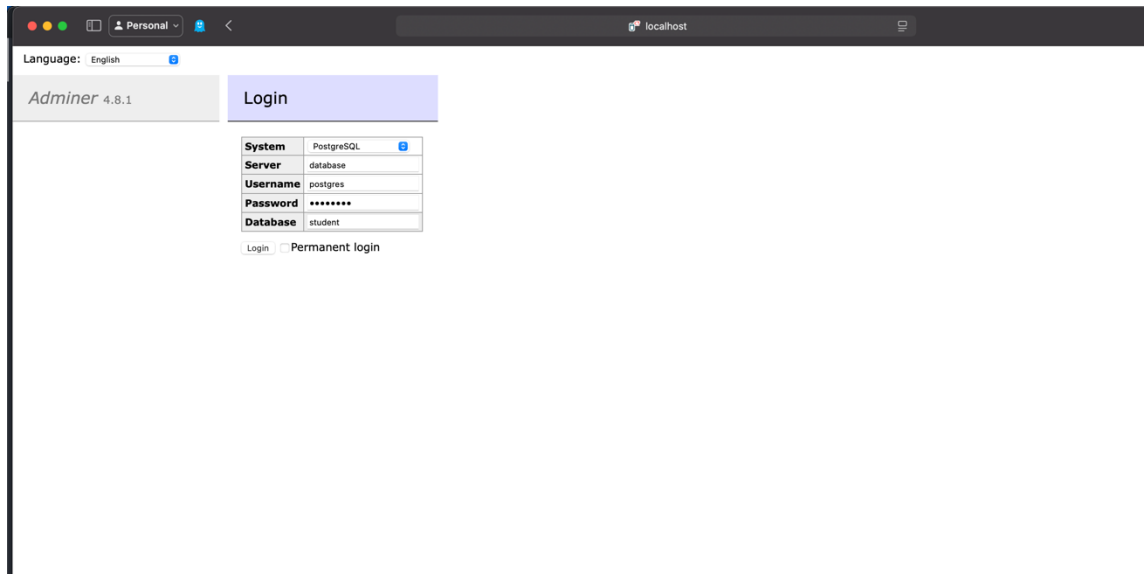 Personal
localhost
Language: English
Adminer 4.8.1
Login
System PostgreSQL
Server database
Username postgres
Password ••••••••
Database student
Login Permanent login